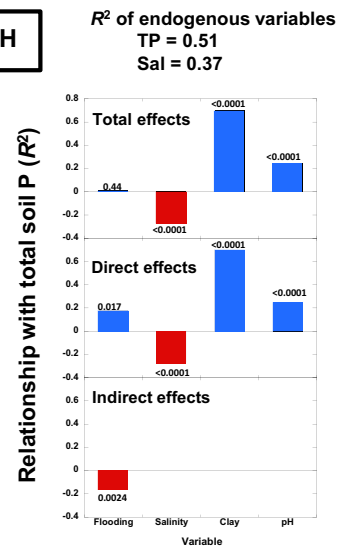 H
R² of endogenous variables
TP = 0.51
Sal = 0.37
Relationship with total soil P (R²)
0.8
0.6
0.4
0.2
0
-0.2
-0.4
Total effects
0.44
<0.0001
<0.0001
<0.0001
0.6
0.4
0.2
0
-0.2
-0.4
Direct effects
0.017
<0.0001
<0.0001
<0.0001
0.6
0.4
0.2
0
-0.2
-0.4
Indirect effects
0.0024
Flooding Salinity Clay pH
Variable